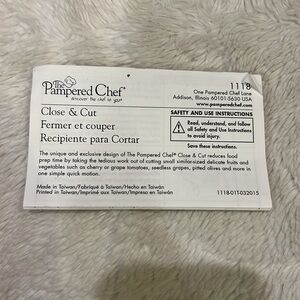 The
Pampered Chef®
discover the chef in you®
1118
One Pampered Chef Lane
Addison, Illinois 60101-5630 USA
www.pamperedchef.com
Close & Cut
Fermer et couper
Recipiente para Cortar
SAFETY AND USE INSTRUCTIONS
Read, understand, and follow
all Safety and Use Instructions
to avoid injury.
Save these instructions.
The unique and exclusive design of The Pampered Chef® Close & Cut reduces food
prep time by taking the tedious work out of cutting small similar-sized delicate fruits and
vegetables such as cherry or grape tomatoes, seedless grapes, pitted olives and more in
one simple quick motion.
Made in Taiwan/Fabriqué à Taiwan/Hecho en Taiwán
Printed in Taiwan/Imprimé aux Taiwan/Impreso en Taiwán
1118-01T-032015